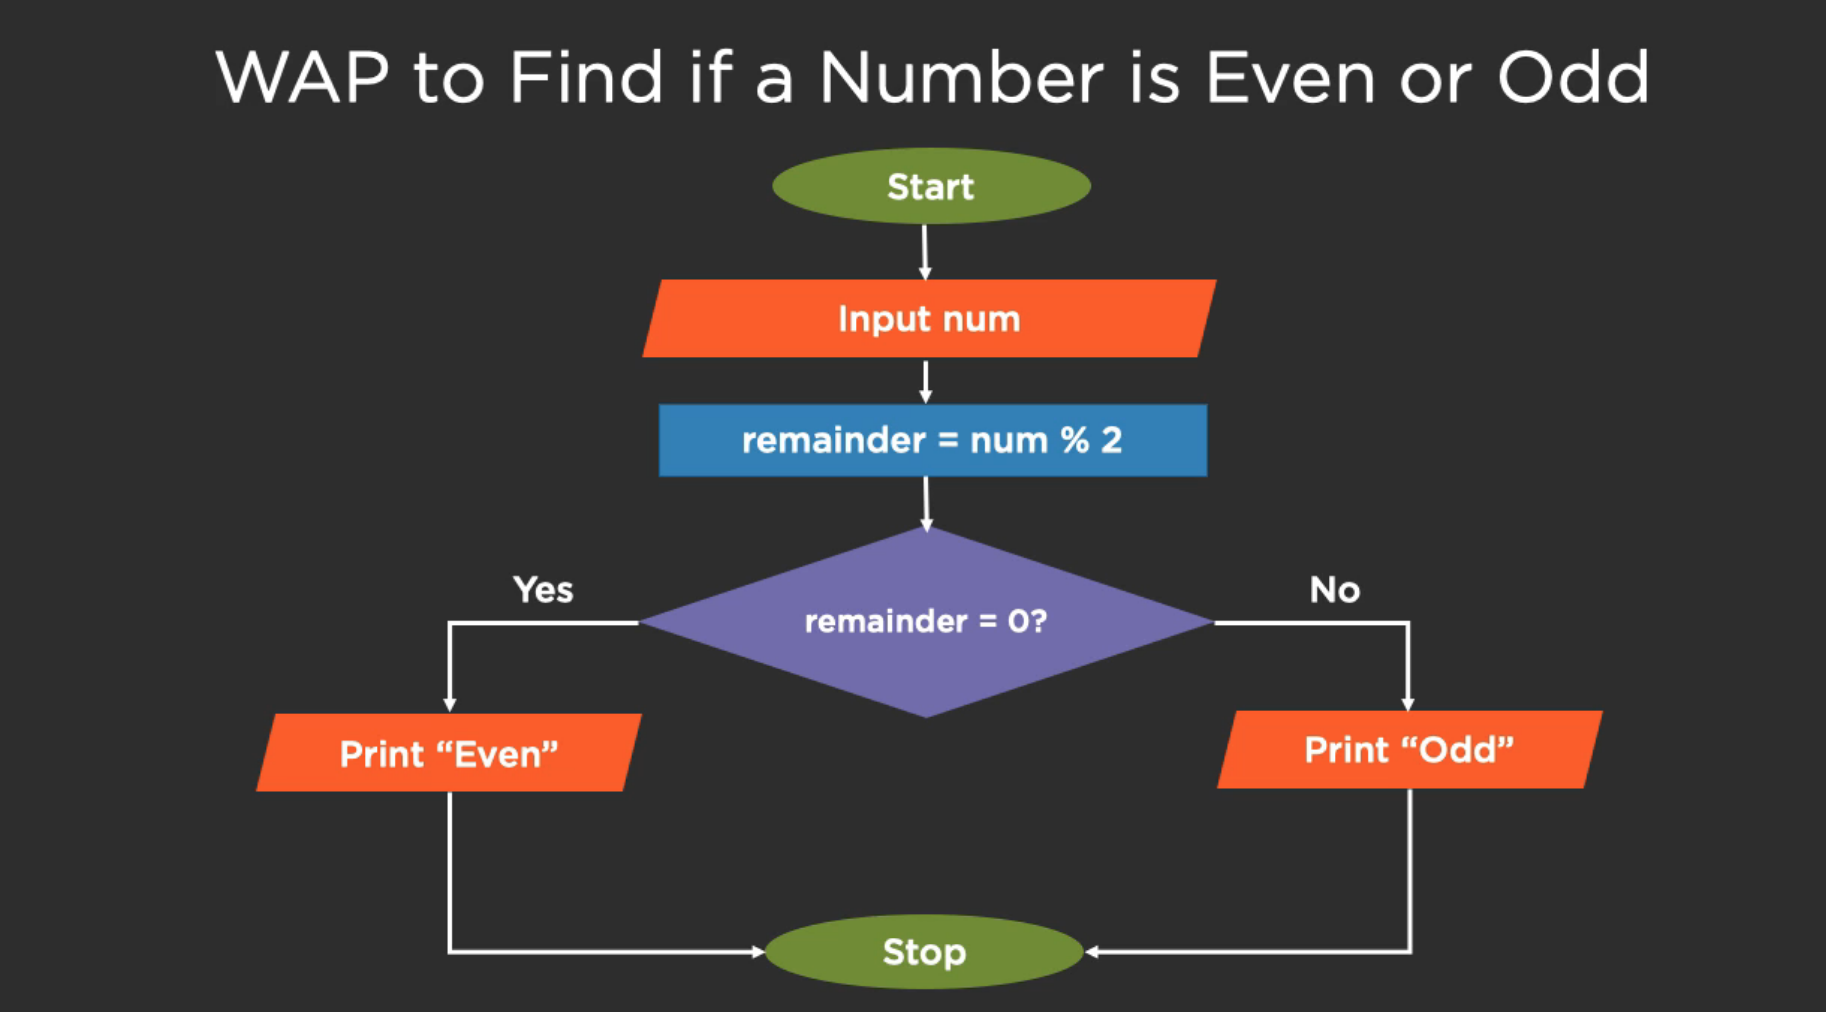 WAP to Find if a Number is Even or Odd
Start
Input num
remainder = num % 2
remainder = 0?
Yes
No
Print “Even”
Print “Odd”
Stop